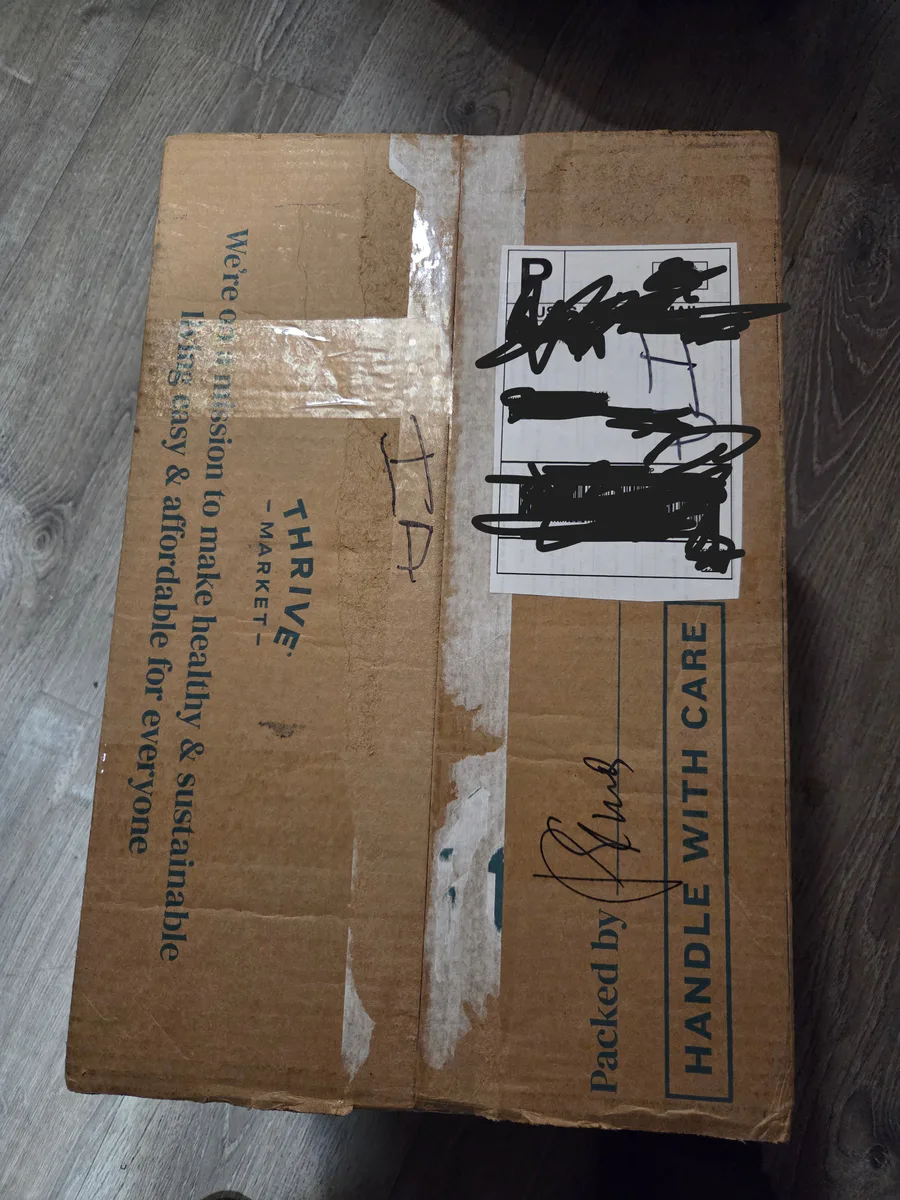 We're on a mission to make healthy & sustainable
living easy & affordable for everyone
THRIVE
– MARKET –
ID
P
Packed by
HANDLE WITH CARE